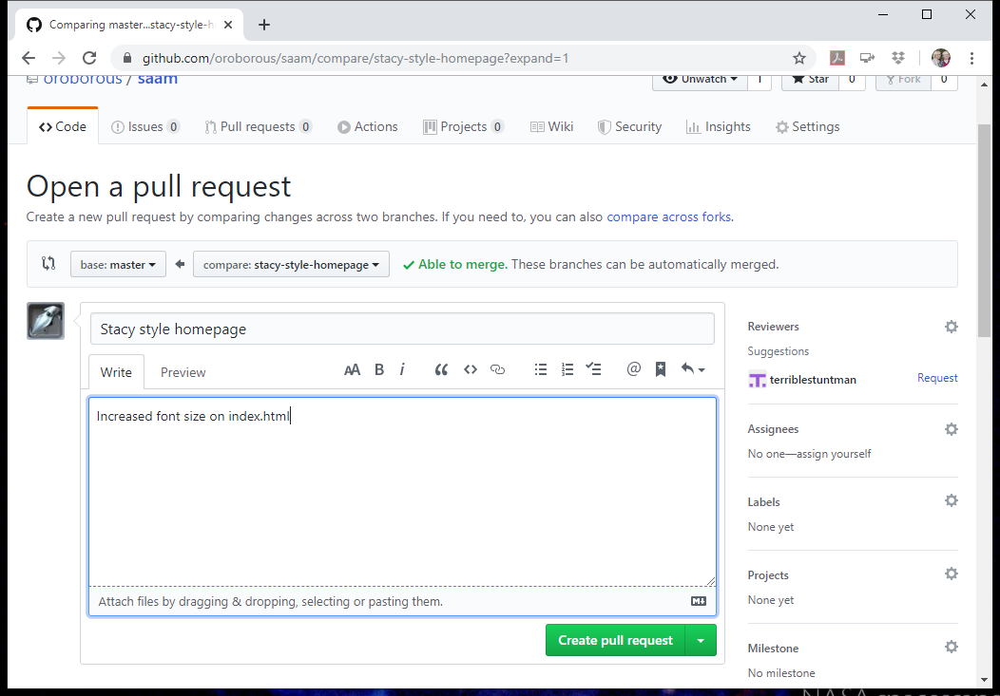 Comparing master...stacy-style-h
github.com/oroborous/saam/compare/stacy-style-homepage?expand=1
oroborous / saam
Unwatch 1 Star 0 Fork 0
Code Issues 0 Pull requests 0 Actions Projects 0 Wiki Security Insights Settings
Open a pull request
Create a new pull request by comparing changes across two branches. If you need to, you can also compare across forks.
base: master compare: stacy-style-homepage Able to merge. These branches can be automatically merged.
Stacy style homepage
Write Preview AA B i
Increased font size on index.html
Attach files by dragging & dropping, selecting or pasting them.
Create pull request
Reviewers
Suggestions
terriblestuntman Request
Assignees
No one—assign yourself
Labels
None yet
Projects
None yet
Milestone
No milestone